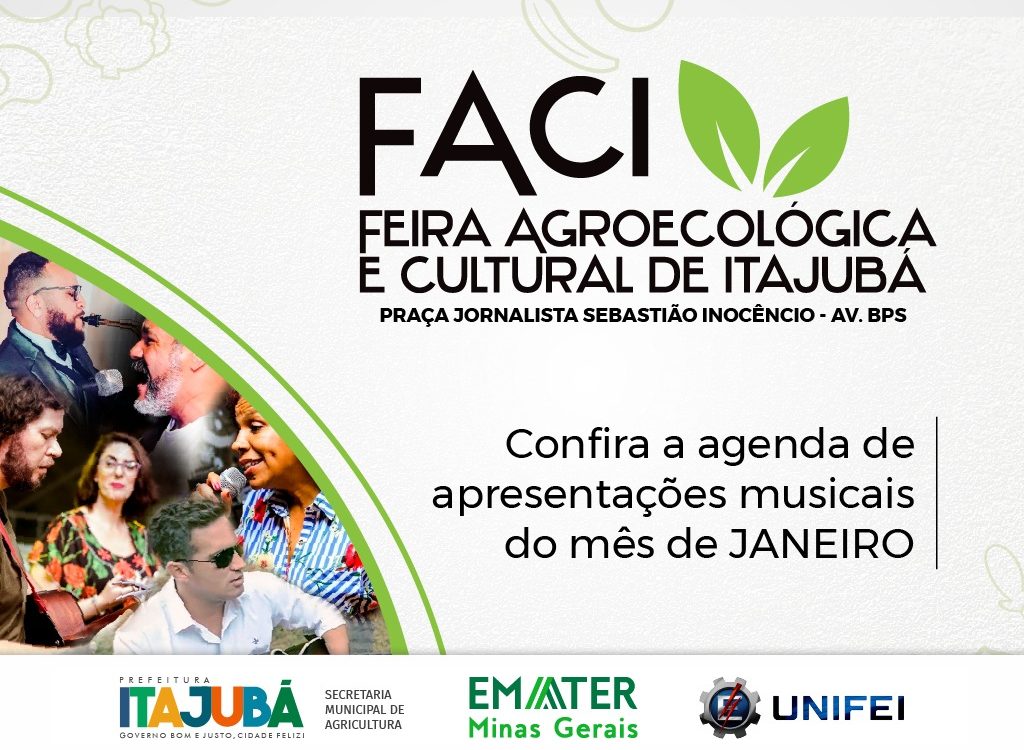 FACI
FEIRA AGROECOLÓGICA
E CULTURAL DE ITAJUBÁ
PRAÇA JORNALISTA SEBASTIÃO INOCÊNCIO - AV. BPS
Confira a agenda de
apresentações musicais
do mês de JANEIRO
PREFEITURA
ITAJUBÁ
GOVERNO BOM E JUSTO, CIDADE FELIZ!
SECRETARIA
MUNICIPAL DE
AGRICULTURA
EMATER
Minas Gerais
E
UNIFEI